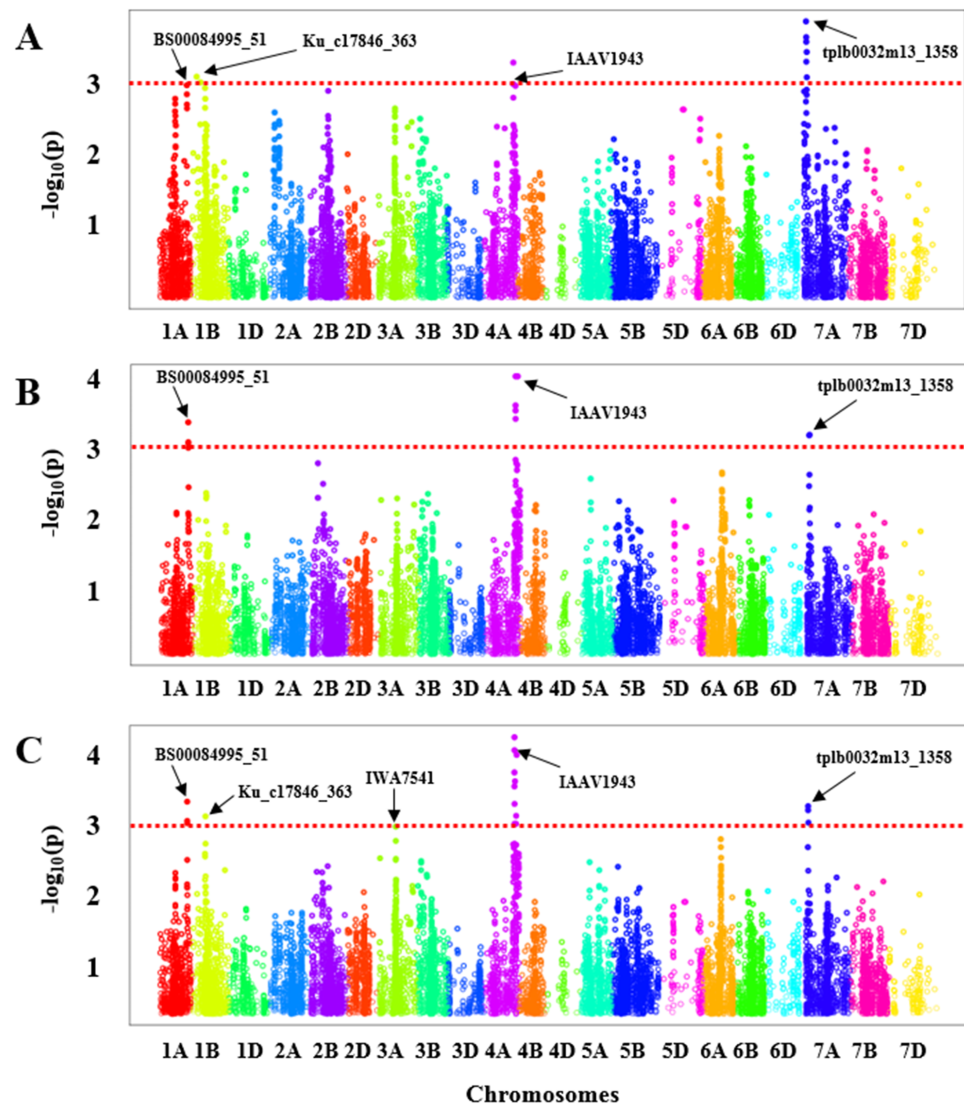 A
BS00084995_51
Ku_c17846_363
IAAV1943
tplb0032m13_1358
3
2
1
-log10(p)
1A 1B 1D 2A 2B 2D 3A 3B 3D 4A 4B 4D 5A 5B 5D 6A 6B 6D 7A 7B 7D
B
BS00084995_51
IAAV1943
tplb0032m13_1358
4
3
2
1
-log10(p)
1A 1B 1D 2A 2B 2D 3A 3B 3D 4A 4B 4D 5A 5B 5D 6A 6B 6D 7A 7B 7D
C
BS00084995_51
Ku_c17846_363
IWA7541
IAAV1943
tplb0032m13_1358
4
3
2
1
-log10(p)
1A 1B 1D 2A 2B 2D 3A 3B 3D 4A 4B 4D 5A 5B 5D 6A 6B 6D 7A 7B 7D
Chromosomes